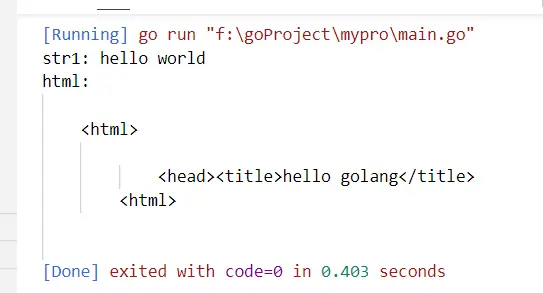 [Running] go run "f:\goProject\mypro\main.go"
str1: hello world
html:
<html>
<head><title>hello golang</title>
<html>
[Done] exited with code=0 in 0.403 seconds